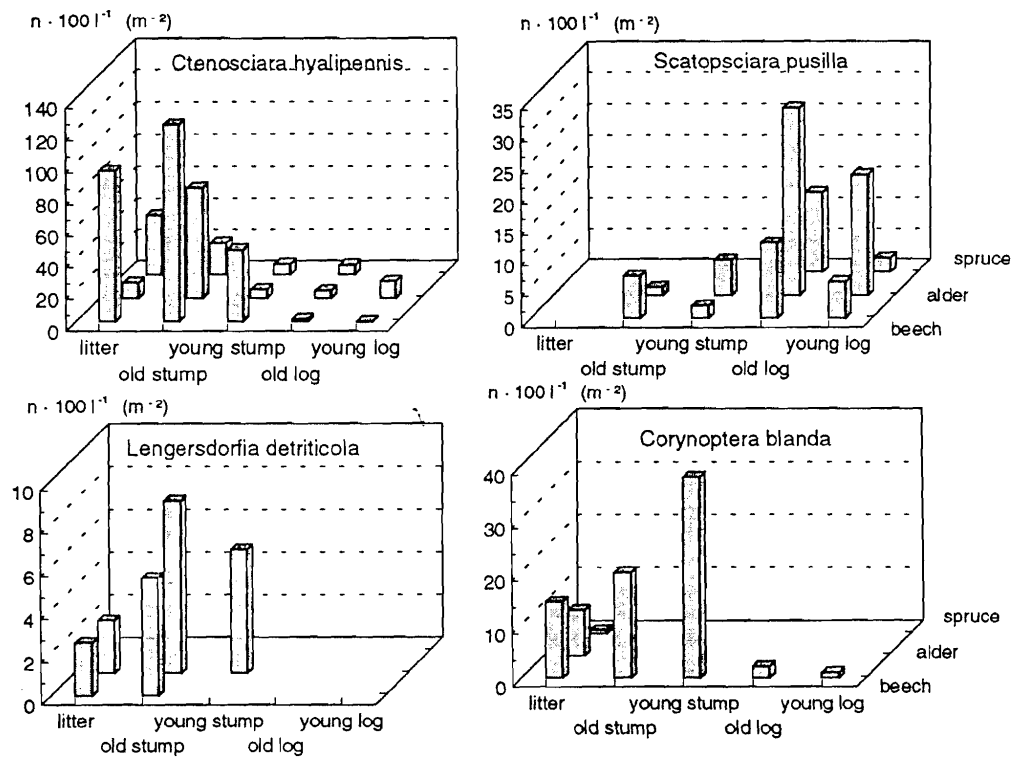 n · 100 l⁻¹ (m⁻²)
Ctenosciara hyalipennis
140
120
100
80
60
40
20
0
litter
young stump
young log
old stump
old log
n · 100 l⁻¹ (m⁻²)
Scatopsciara pusilla
35
30
25
20
15
10
5
0
spruce
alder
beech
litter
young stump
young log
old stump
old log
n · 100 l⁻¹ (m⁻²)
Lengersdorfia detriticola
10
8
6
4
2
0
litter
young stump
young log
old stump
old log
n · 100 l⁻¹ (m⁻²)
Corynoptera blanda
40
30
20
10
0
spruce
alder
beech
litter
young stump
young log
old stump
old log